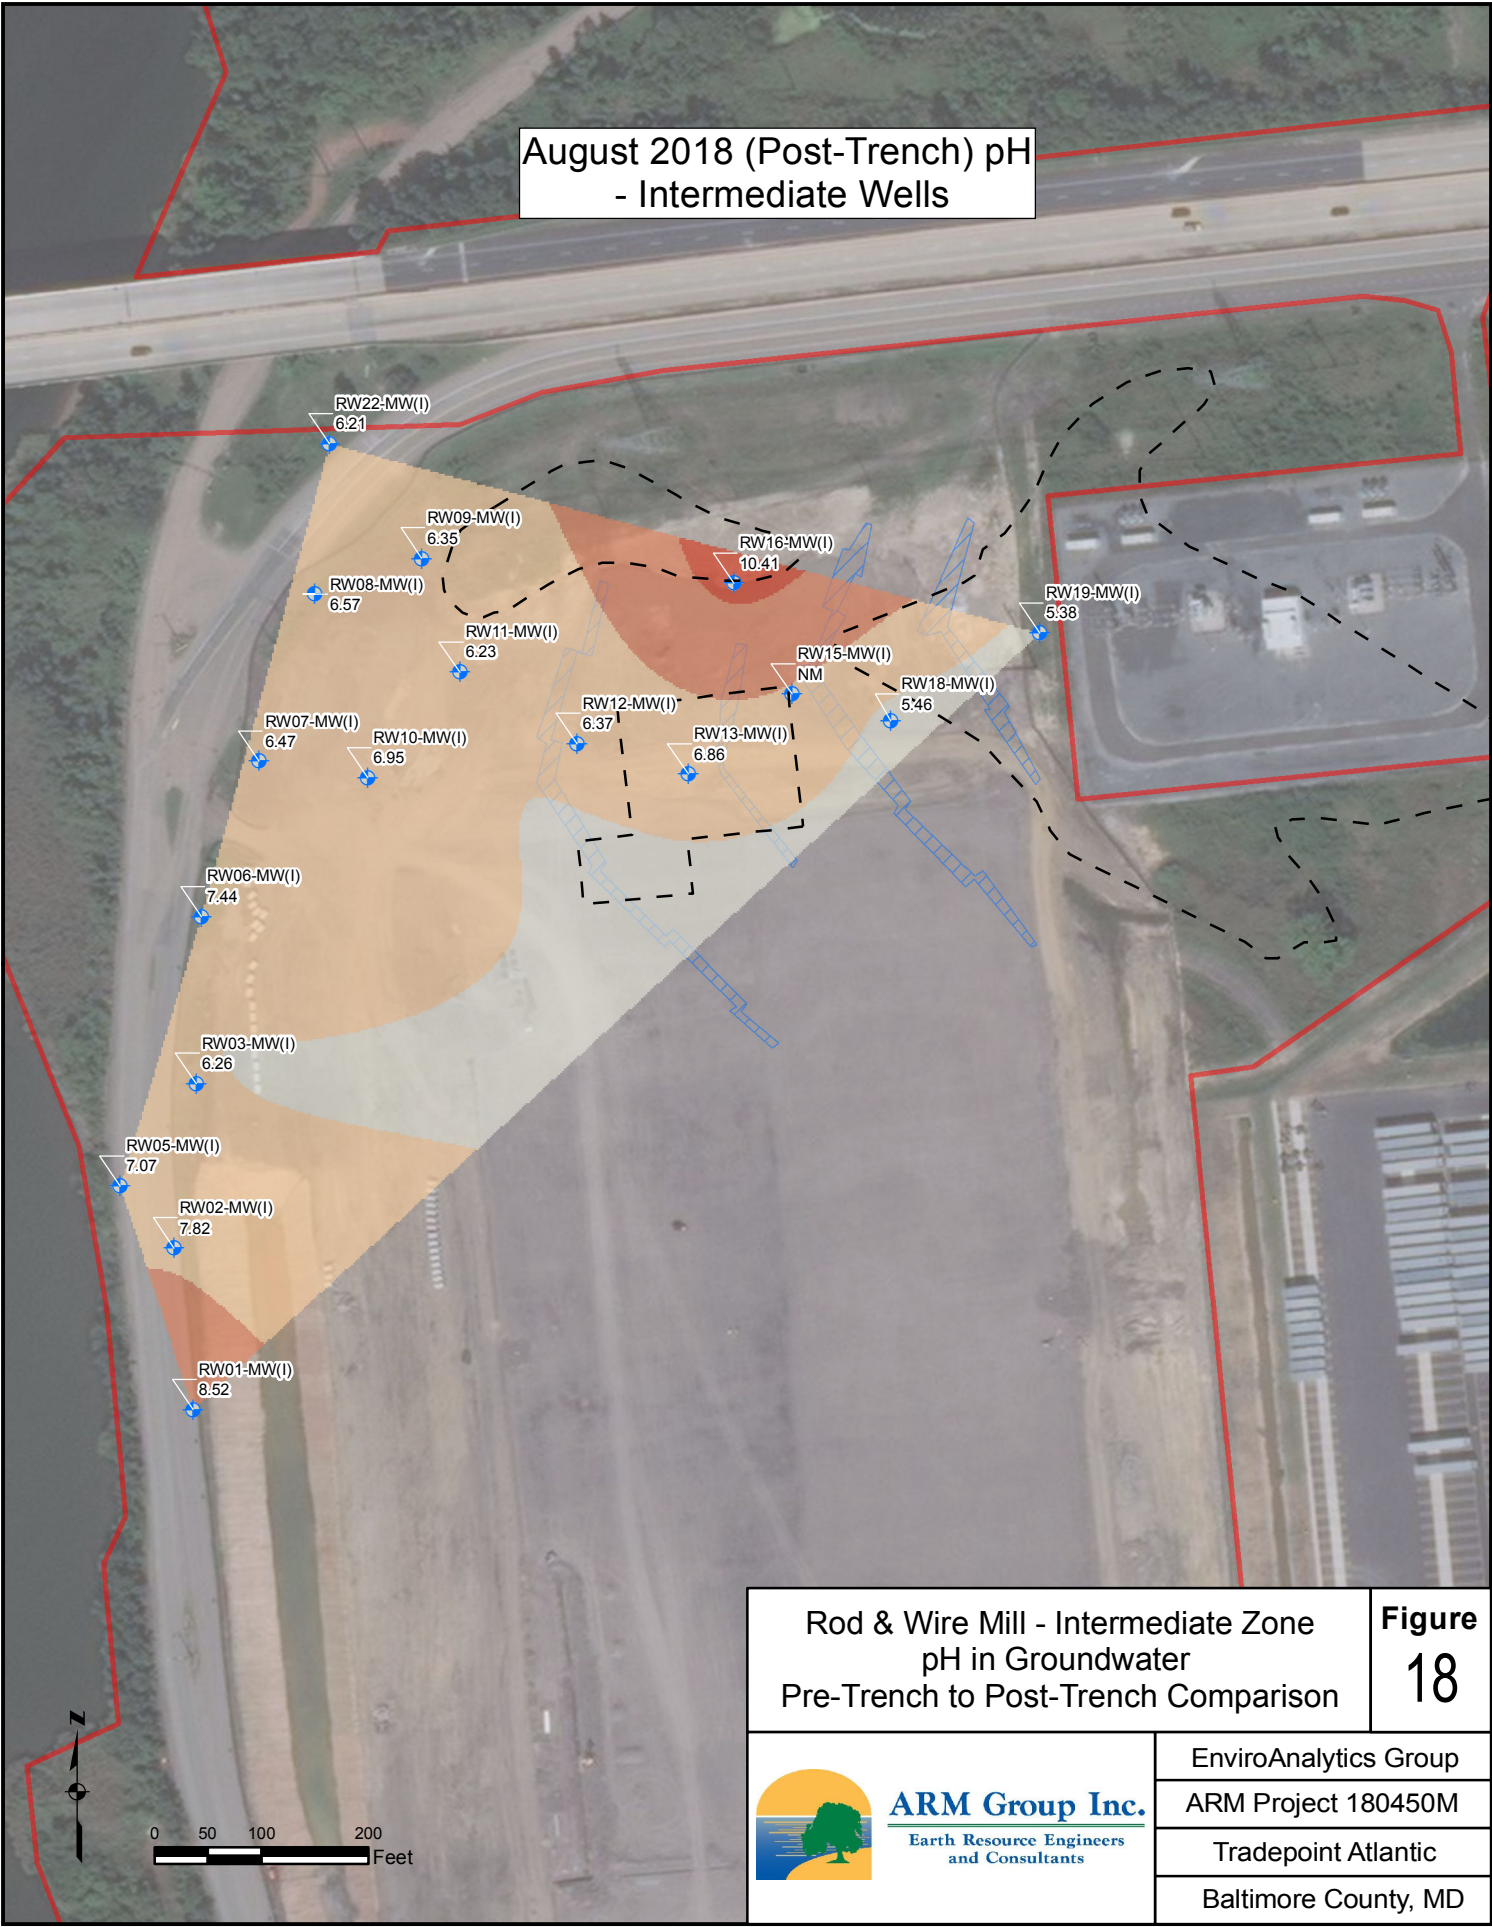 August 2018 (Post-Trench) pH
- Intermediate Wells
RW22-MW(I)
6.21
RW09-MW(I)
6.35
RW16-MW(I)
10.41
RW08-MW(I)
6.57
RW19-MW(I)
5.38
RW11-MW(I)
6.23
RW15-MW(I)
NM
RW18-MW(I)
5.46
RW12-MW(I)
6.37
RW07-MW(I)
6.47
RW10-MW(I)
6.95
RW13-MW(I)
6.86
RW06-MW(I)
7.44
RW03-MW(I)
6.26
RW05-MW(I)
7.07
RW02-MW(I)
7.82
RW01-MW(I)
8.52
Rod & Wire Mill - Intermediate Zone
pH in Groundwater
Pre-Trench to Post-Trench Comparison
Figure
18
N
0 50 100 200
Feet
ARM Group Inc.
Earth Resource Engineers
and Consultants
EnviroAnalytics Group
ARM Project 180450M
Tradepoint Atlantic
Baltimore County, MD